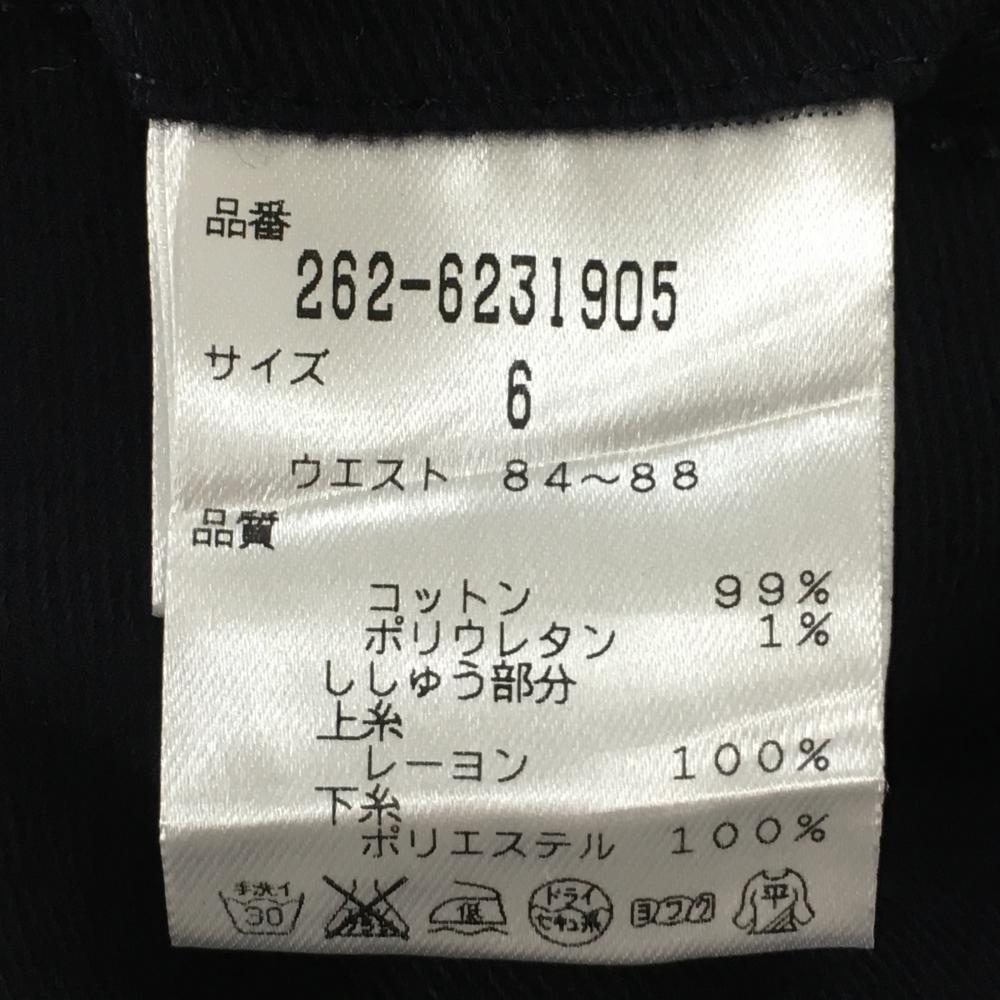 品番
262-6231905
サイズ
6
ウエスト 84～88
品質
コットン 99%
ポリウレタン 1%
ししゅう部分
上糸
レーヨン 100%
下糸
ポリエステル 100%
手洗イ
30
低
ドライ
セキユ系
ヨワク
平